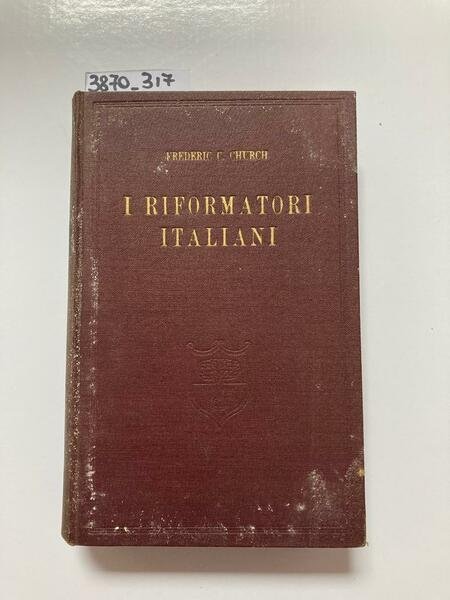 3870_317
FREDERIC C. CHURCH
I RIFORMATORI
ITALIANI